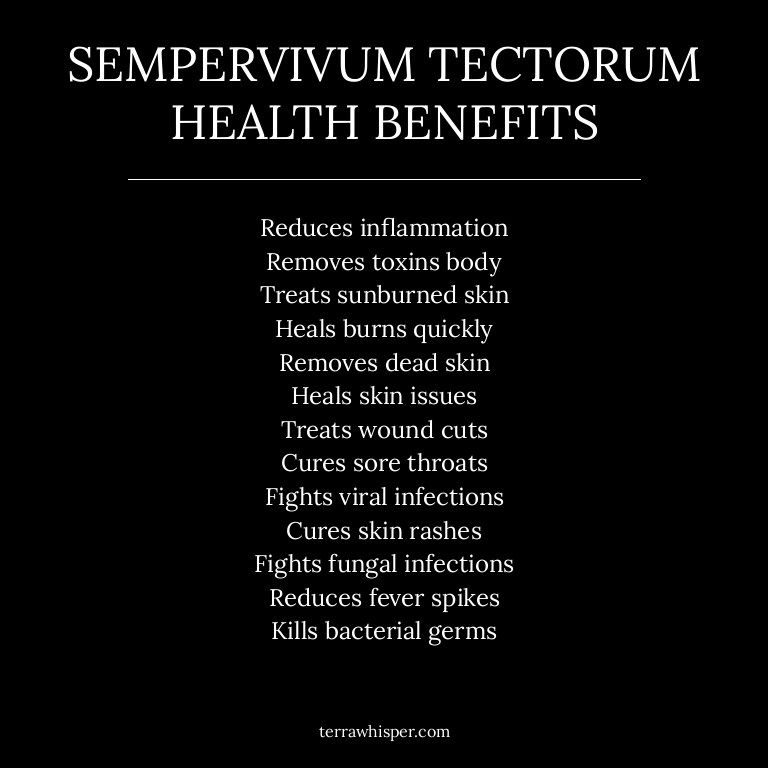 SEMPERVIVUM TECTORUM
HEALTH BENEFITS
Reduces inflammation
Removes toxins body
Treats sunburned skin
Heals burns quickly
Removes dead skin
Heals skin issues
Treats wound cuts
Cures sore throats
Fights viral infections
Cures skin rashes
Fights fungal infections
Reduces fever spikes
Kills bacterial germs
terrawhisper.com